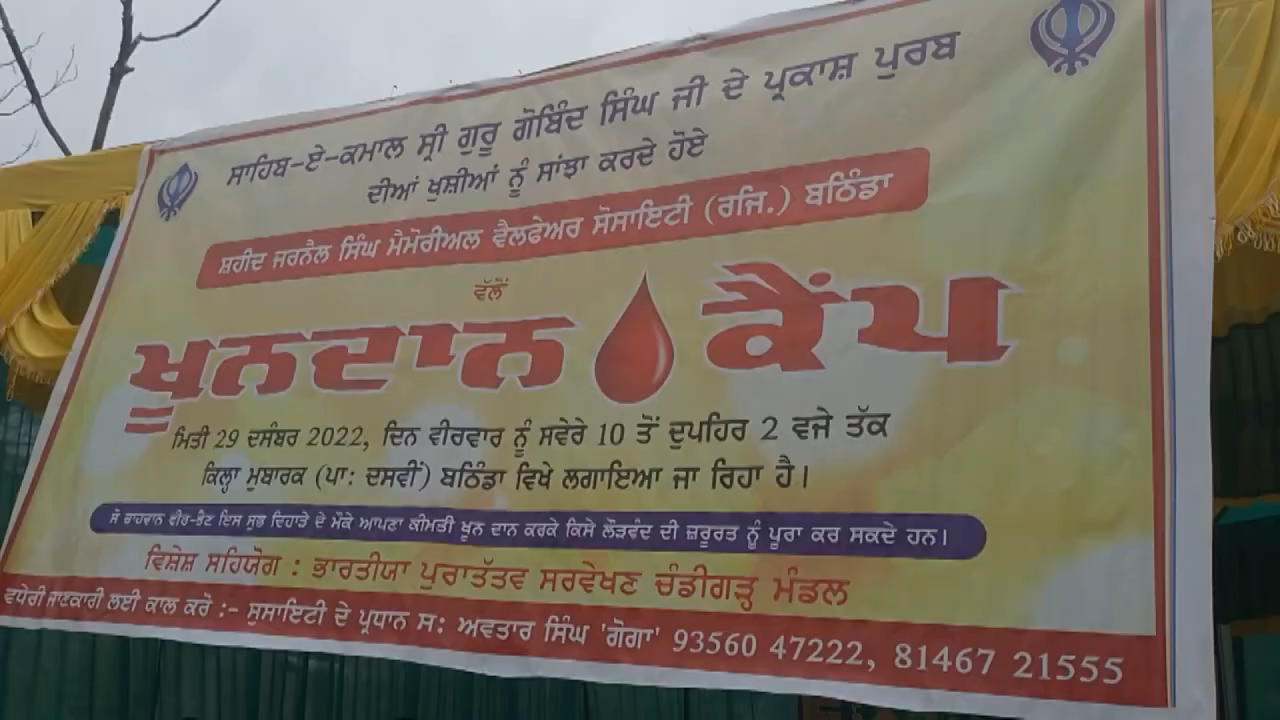 ਸਾਹਿਬ-ਏ-ਕਮਾਲ ਸ੍ਰੀ ਗੁਰੂ ਗੋਬਿੰਦ ਸਿੰਘ ਜੀ ਦੇ ਪ੍ਰਕਾਸ਼ ਪੁਰਬ
ਦੀਆਂ ਖੁਸ਼ੀਆਂ ਨੂੰ ਸਾਂਝਾ ਕਰਦੇ ਹੋਏ
ਸ਼ਹੀਦ ਜਰਨੈਲ ਸਿੰਘ ਮੈਮੋਰੀਅਲ ਵੈਲਫੇਅਰ ਸੋਸਾਇਟੀ (ਰਜਿ.) ਬਠਿੰਡਾ
ਵੱਲੋਂ
ਖੂਨਦਾਨ ਕੈਂਪ
ਮਿਤੀ 29 ਦਸੰਬਰ 2022, ਦਿਨ ਵੀਰਵਾਰ ਨੂੰ ਸਵੇਰੇ 10 ਤੋਂ ਦੁਪਹਿਰ 2 ਵਜੇ ਤੱਕ
ਕਿਲ੍ਹਾ ਮੁਬਾਰਕ (ਪਾ: ਦਸਵੀਂ) ਬਠਿੰਡਾ ਵਿਖੇ ਲਗਾਇਆ ਜਾ ਰਿਹਾ ਹੈ।
ਸੋ ਚਾਹਵਾਨ ਵੀਰ-ਭੈਣ ਇਸ ਸ਼ੁਭ ਦਿਹਾੜੇ ਦੇ ਮੌਕੇ ਆਪਣਾ ਕੀਮਤੀ ਖੂਨ ਦਾਨ ਕਰਕੇ ਕਿਸੇ ਲੋੜਵੰਦ ਦੀ ਜ਼ਰੂਰਤ ਨੂੰ ਪੂਰਾ ਕਰ ਸਕਦੇ ਹਨ।
ਵਿਸ਼ੇਸ਼ ਸਹਿਯੋਗ : ਭਾਰਤੀਯਾ ਪੁਰਾਤੱਤਵ ਸਰਵੇਖਣ ਚੰਡੀਗੜ੍ਹ ਮੰਡਲ
ਵਧੇਰੀ ਜਾਣਕਾਰੀ ਲਈ ਕਾਲ ਕਰੋ :- ਸੁਸਾਇਟੀ ਦੇ ਪ੍ਰਧਾਨ ਸ: ਅਵਤਾਰ ਸਿੰਘ 'ਗੋਗਾ' 93560 47222, 81467 21555